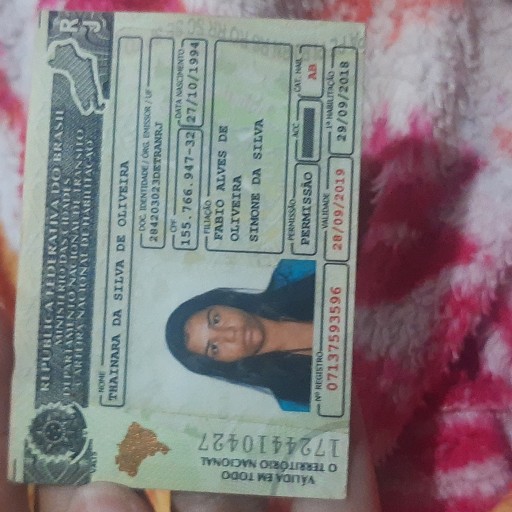 REPÚBLICA FEDERATIVA DO BRASIL
MINISTÉRIO DAS CIDADES
DEPARTAMENTO NACIONAL DE TRÂNSITO
CARTEIRA NACIONAL DE HABILITAÇÃO
RJ
NOME
THAINARA DA SILVA DE OLIVEIRA
DOC IDENTIDADE / ÓRG. EMISSOR / UF
284203023DETRANRJ
CPF
155.766.947-32
DATA NASCIMENTO
27/10/1994
FILIAÇÃO
FABIO ALVES DE
OLIVEIRA
SIMONE DA SILVA
PERMISSÃO
PERMISSÃO
ACC
CAT. HAB.
AB
Nº REGISTRO
07137593596
VALIDADE
28/09/2019
1ª HABILITAÇÃO
29/09/2018
VÁLIDA EM TODO
O TERRITÓRIO NACIONAL
1724410427